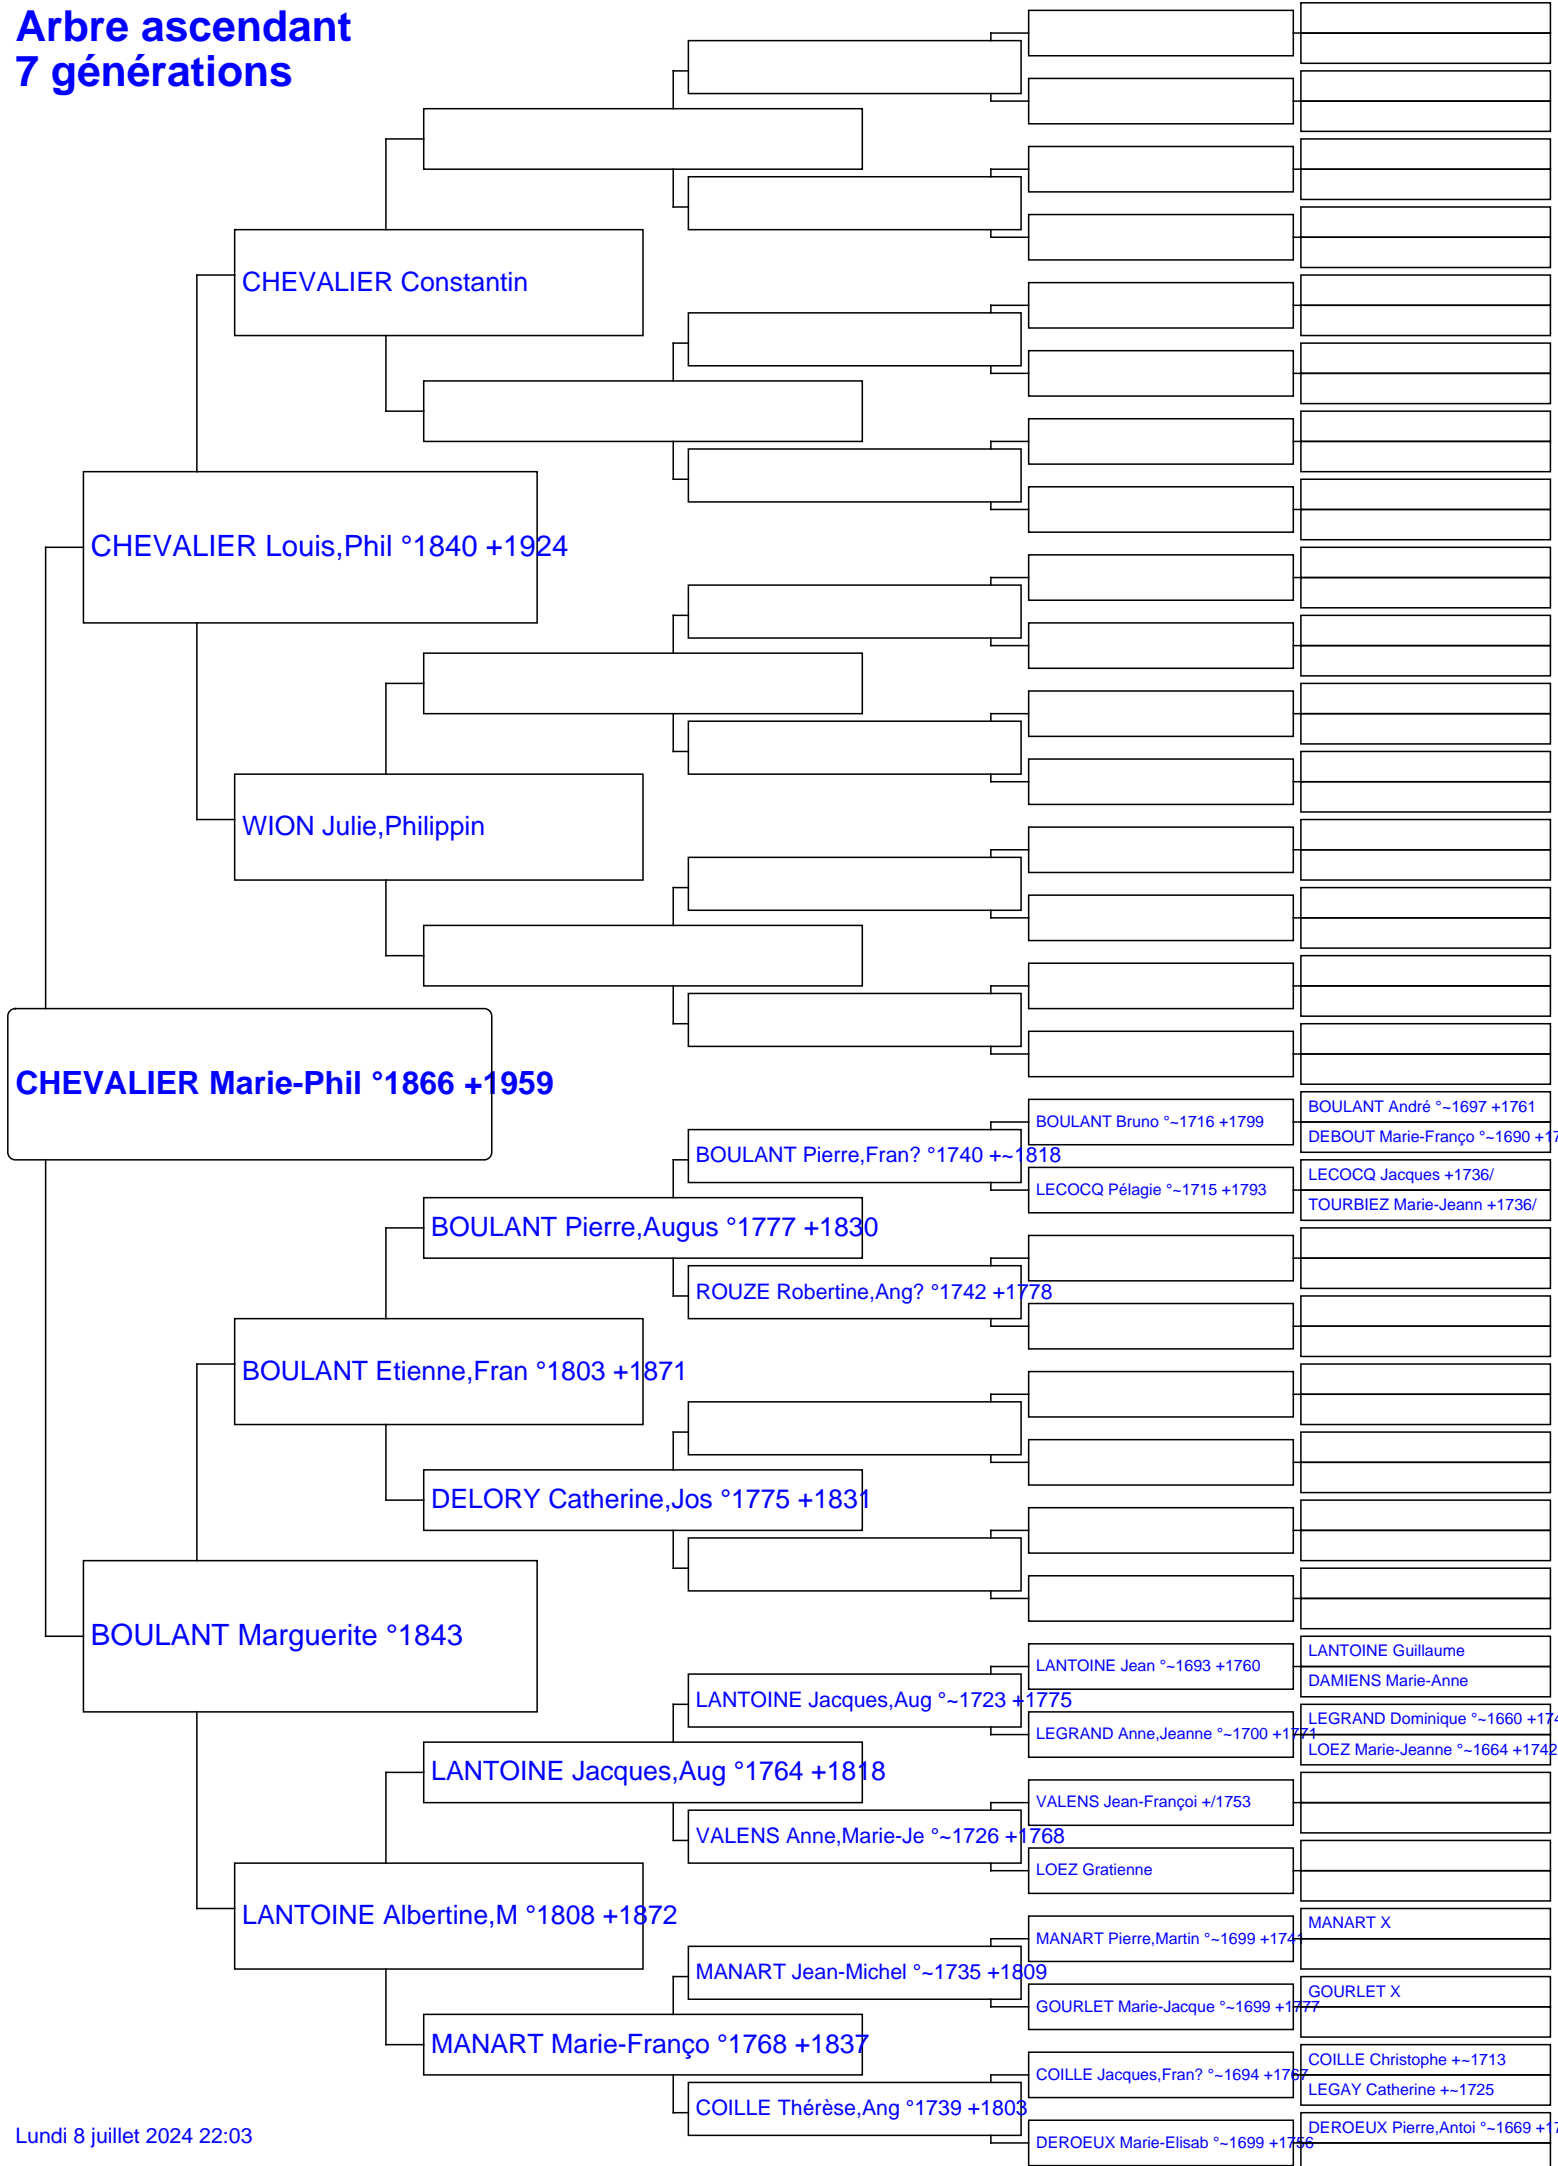 Arbre ascendant
7 générations
CHEVALIER Constantin
CHEVALIER Louis,Phil °1840 +1924
WION Julie,Philippin
CHEVALIER Marie-Phil °1866 +1959
BOULANT André °~1697 +1761
BOULANT Bruno °~1716 +1799
DEBOUT Marie-Franço °~1690 +17
BOULANT Pierre,Fran? °1740 +~1818
LECOCQ Jacques +1736/
LECOCQ Pélagie °~1715 +1793
TOURBIEZ Marie-Jeann +1736/
BOULANT Pierre,Augus °1777 +1830
ROUZE Robertine,Ang? °1742 +1778
BOULANT Etienne,Fran °1803 +1871
DELORY Catherine,Jos °1775 +1831
BOULANT Marguerite °1843
LANTOINE Guillaume
LANTOINE Jean °~1693 +1760
DAMIENS Marie-Anne
LANTOINE Jacques,Aug °~1723 +1775
LEGRAND Dominique °~1660 +174
LEGRAND Anne,Jeanne °~1700 +1771
LOEZ Marie-Jeanne °~1664 +1742
LANTOINE Jacques,Aug °1764 +1818
VALENS Jean-Françoi +/1753
VALENS Anne,Marie-Je °~1726 +1768
LOEZ Gratienne
LANTOINE Albertine,M °1808 +1872
MANART X
MANART Pierre,Martin °~1699 +1741
MANART Jean-Michel °~1735 +1809
GOURLET X
GOURLET Marie-Jacque °~1699 +1777
MANART Marie-Franço °1768 +1837
COILLE Christophe +~1713
COILLE Jacques,Fran? °~1694 +1767
LEGAY Catherine +~1725
COILLE Thérèse,Ang °1739 +1803
DEROEUX Pierre,Antoi °~1669 +17
DEROEUX Marie-Elisab °~1699 +1756
Lundi 8 juillet 2024 22:03